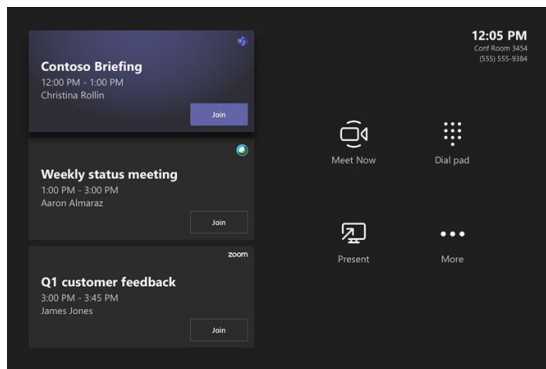 12:05 PM
Conf Room 3454
(555) 555-9384
Contoso Briefing
12:00 PM - 1:00 PM
Christina Rollin
Join
Weekly status meeting
1:00 PM - 3:00 PM
Aaron Almaraz
Join
zoom
Q1 customer feedback
3:00 PM - 3:45 PM
James Jones
Join
Meet Now
Dial pad
Present
More